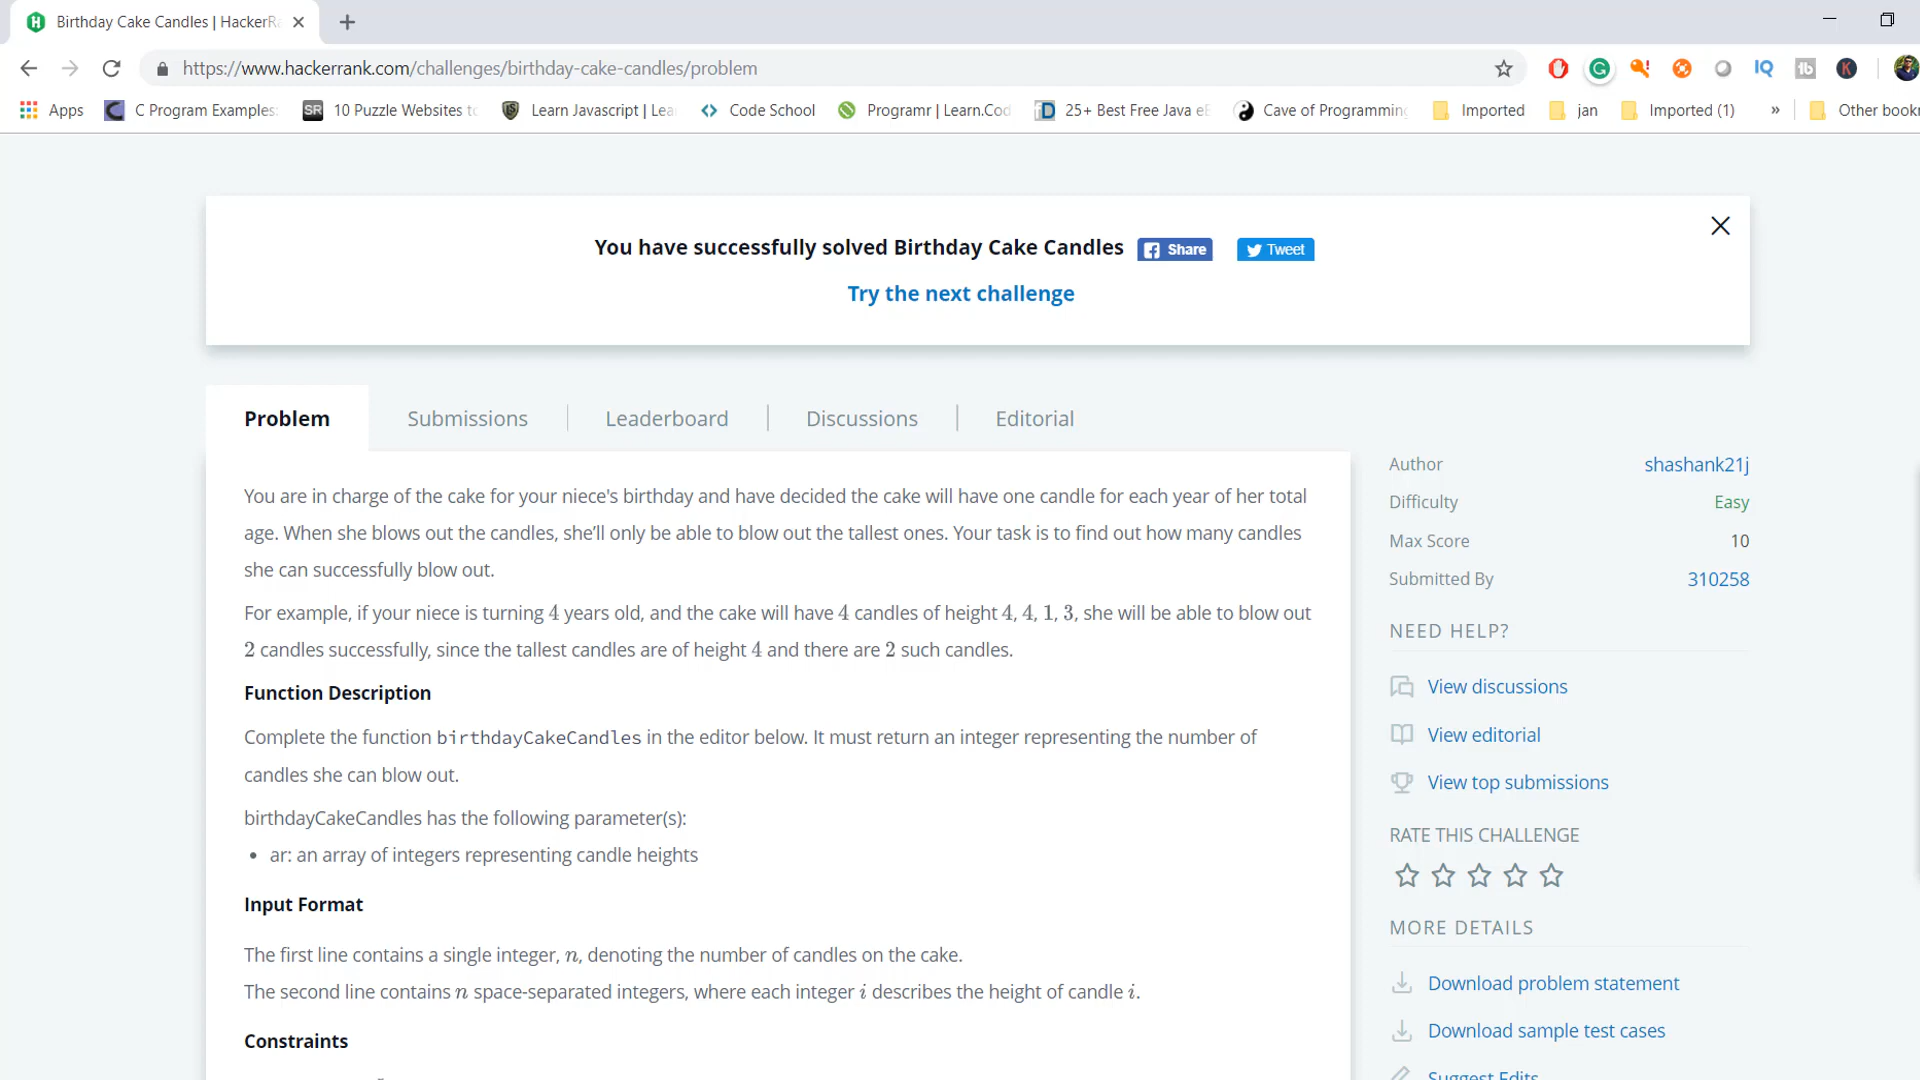 Birthday Cake Candles | HackerR
https://www.hackerrank.com/challenges/birthday-cake-candles/problem
Apps C Program Examples: 10 Puzzle Websites to Learn Javascript | Lea Code School Programr | Learn.Cod 25+ Best Free Java eB Cave of Programming Imported jan Imported (1) » Other book
You have successfully solved Birthday Cake Candles Share Tweet
Try the next challenge
Problem Submissions Leaderboard Discussions Editorial
You are in charge of the cake for your niece's birthday and have decided the cake will have one candle for each year of her total
age. When she blows out the candles, she’ll only be able to blow out the tallest ones. Your task is to find out how many candles
she can successfully blow out.
For example, if your niece is turning 4 years old, and the cake will have 4 candles of height 4, 4, 1, 3, she will be able to blow out
2 candles successfully, since the tallest candles are of height 4 and there are 2 such candles.
Function Description
Complete the function birthdayCakeCandles in the editor below. It must return an integer representing the number of
candles she can blow out.
birthdayCakeCandles has the following parameter(s):
• ar: an array of integers representing candle heights
Input Format
The first line contains a single integer, n, denoting the number of candles on the cake.
The second line contains n space-separated integers, where each integer i describes the height of candle i.
Constraints
Author shashank21j
Difficulty Easy
Max Score 10
Submitted By 310258
NEED HELP?
View discussions
View editorial
View top submissions
RATE THIS CHALLENGE
MORE DETAILS
Download problem statement
Download sample test cases
Suggest Edits